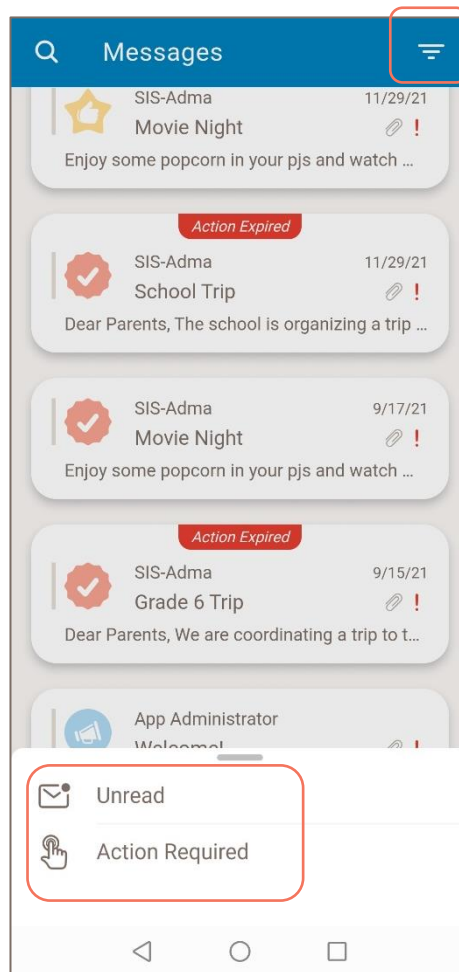 Messages
SIS-Adma 11/29/21
Movie Night !
Enjoy some popcorn in your pjs and watch ...
Action Expired
SIS-Adma 11/29/21
School Trip !
Dear Parents, The school is organizing a trip ...
SIS-Adma 9/17/21
Movie Night !
Enjoy some popcorn in your pjs and watch ...
Action Expired
SIS-Adma 9/15/21
Grade 6 Trip !
Dear Parents, We are coordinating a trip to t...
App Administrator
Welcome! !
Unread
Action Required